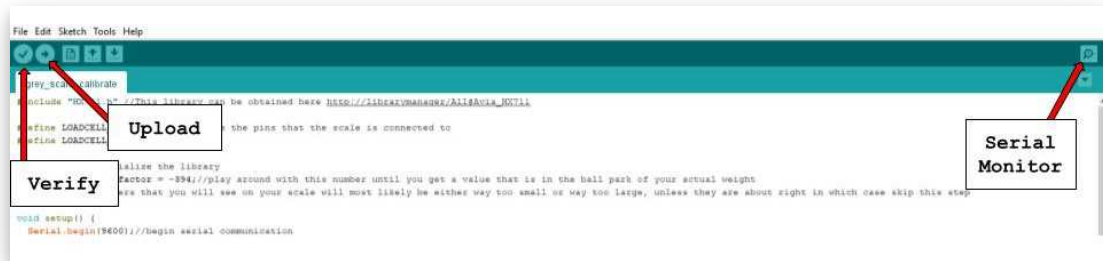 File Edit Sketch Tools Help
grey_scale_calibrate
#include "HX711.h" //This library can be obtained here http://librarymanager/All#Avia_HX711
#define LOADCELL the pins that the scale is connected to
#define LOADCELL
Upload
Serial
Monitor
Verify
initialize the library
factor = -894;//play around with this number until you get a value that is in the ball park of your actual weight
that you will see on your scale will most likely be either way too small or way too large, unless they are about right in which case skip this step
void setup() {
Serial.begin(9600);//begin serial communication